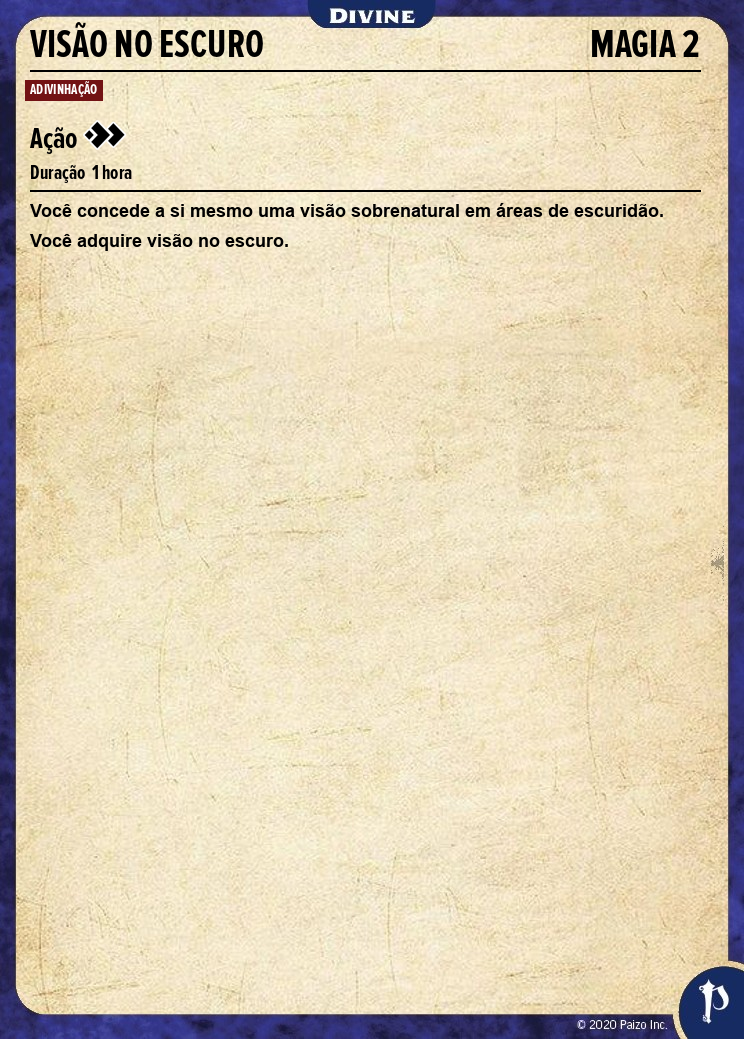 DIVINE
VISÃO NO ESCURO MAGIA 2
ADIVINHAÇÃO
Ação
Duração 1 hora
Você concede a si mesmo uma visão sobrenatural em áreas de escuridão.
Você adquire visão no escuro.
© 2020 Paizo Inc.